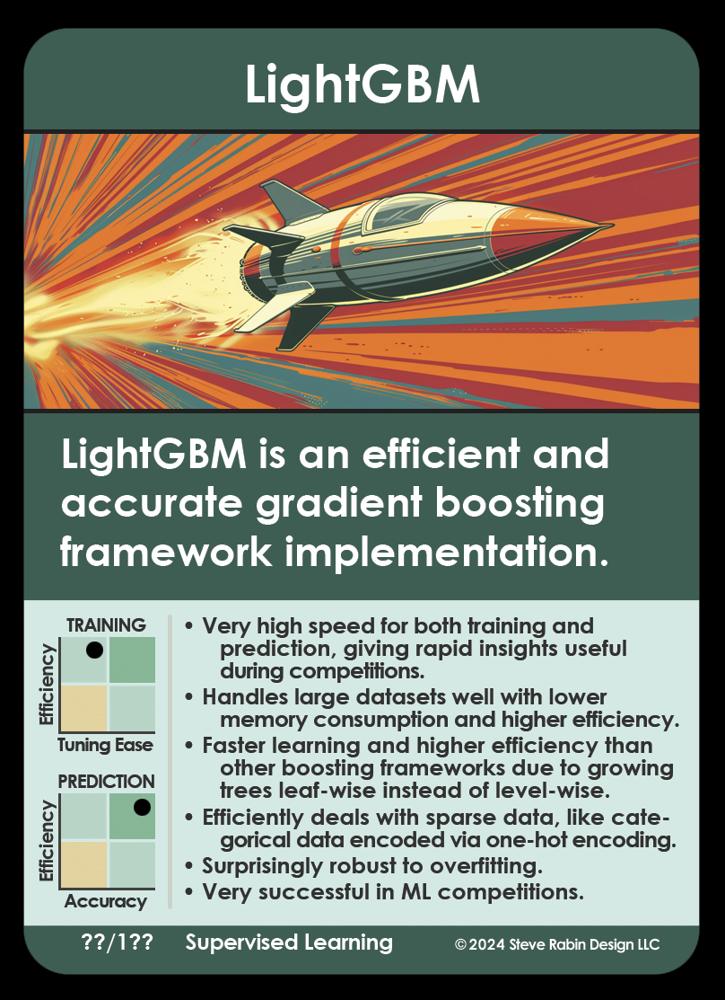 LightGBM
LightGBM is an efficient and
accurate gradient boosting
framework implementation.
TRAINING
Efficiency
Tuning Ease
PREDICTION
Efficiency
Accuracy
• Very high speed for both training and
prediction, giving rapid insights useful
during competitions.
• Handles large datasets well with lower
memory consumption and higher efficiency.
• Faster learning and higher efficiency than
other boosting frameworks due to growing
trees leaf-wise instead of level-wise.
• Efficiently deals with sparse data, like cate-
gorical data encoded via one-hot encoding.
• Surprisingly robust to overfitting.
• Very successful in ML competitions.
??/1?? Supervised Learning © 2024 Steve Rabin Design LLC